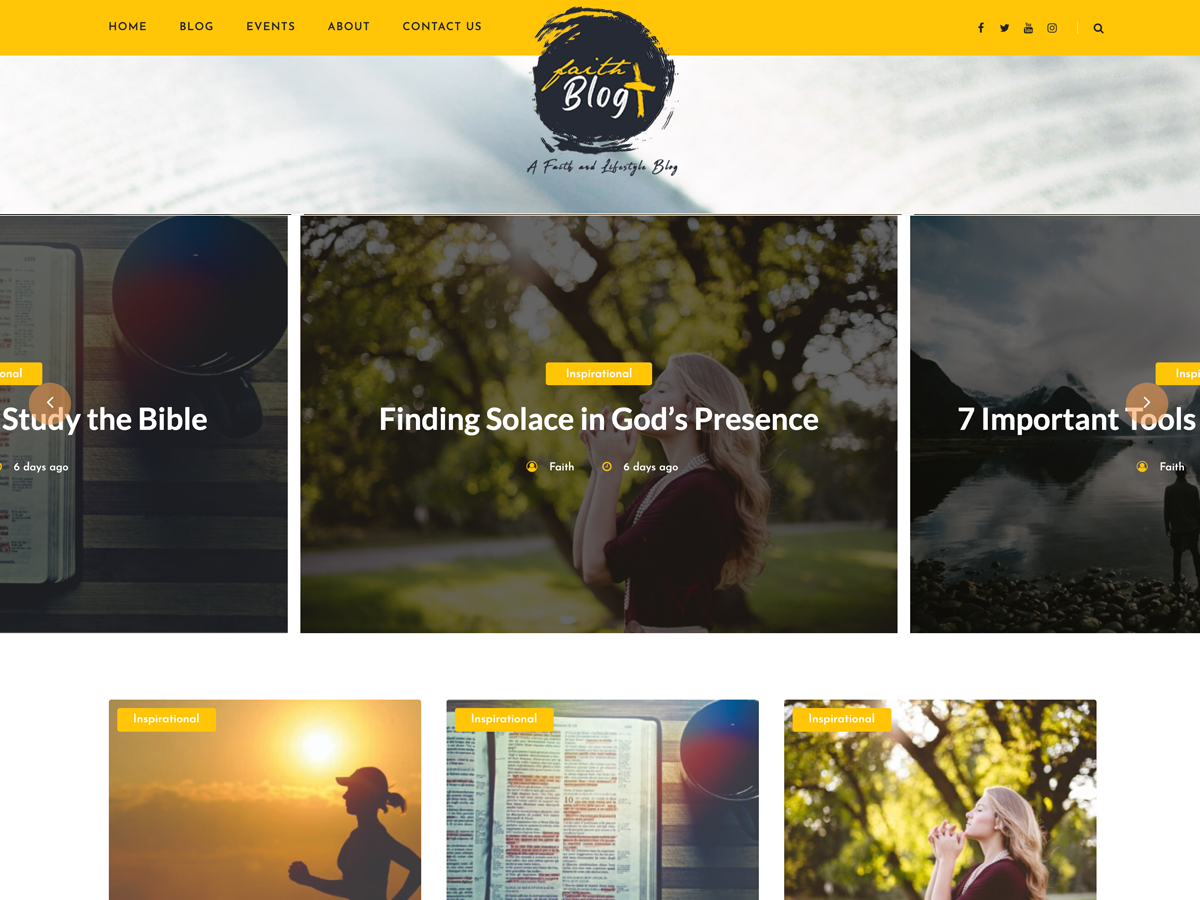 HOME BLOG EVENTS ABOUT CONTACT US
faith
Blog
A Faith and Lifestyle Blog
onal
Inspirational
Inspi
Study the Bible
Finding Solace in God’s Presence
7 Important Tools
6 days ago
Faith 6 days ago
Faith
Inspirational
Inspirational
Inspirational
10